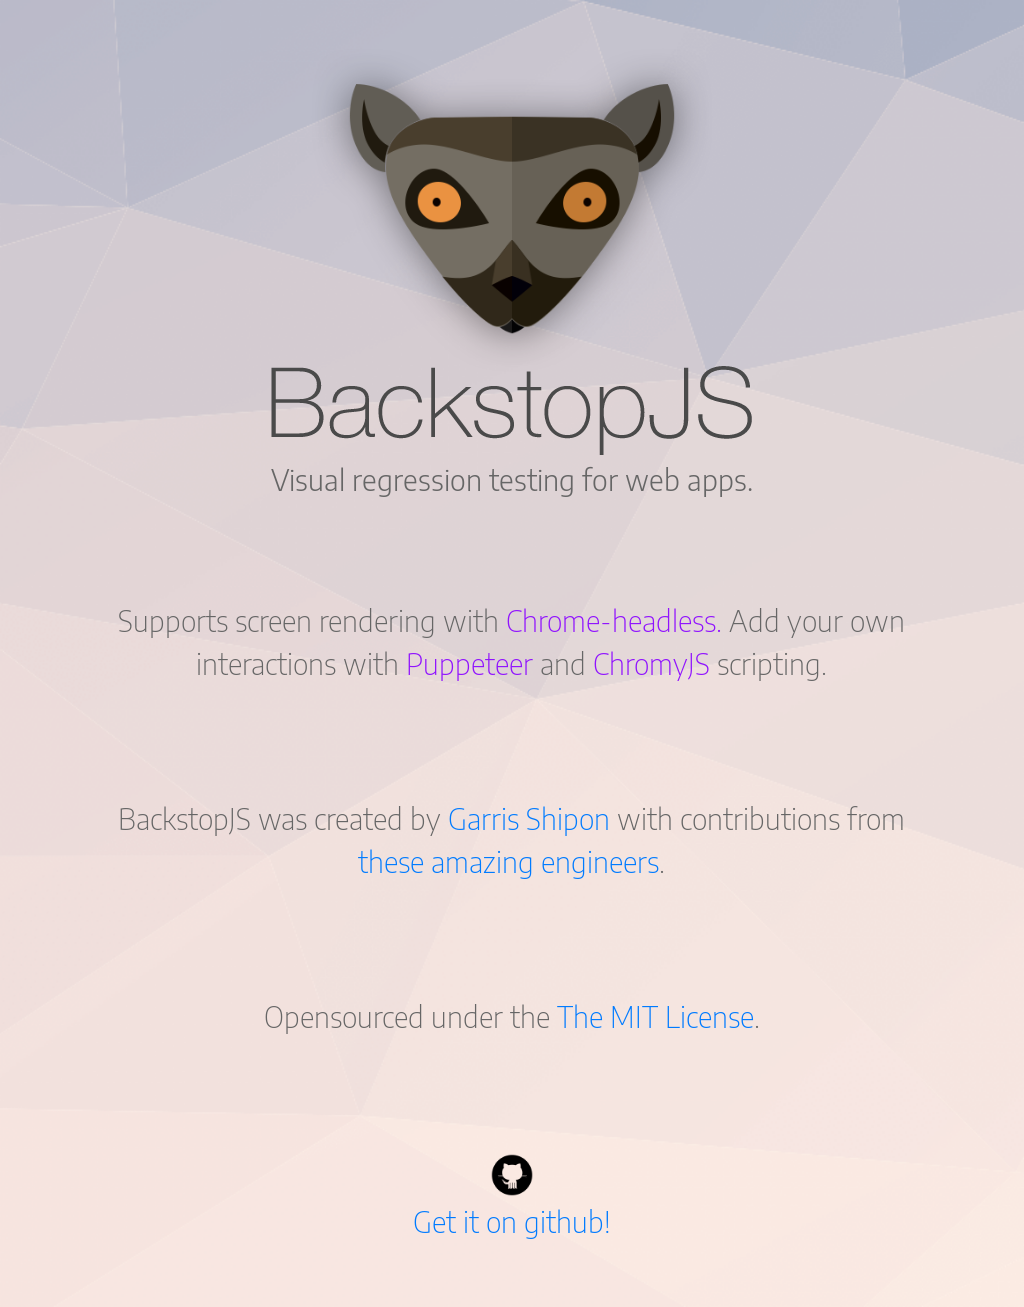 BackstopJS
Visual regression testing for web apps.
Supports screen rendering with Chrome-headless. Add your own
interactions with Puppeteer and ChromyJS scripting.
BackstopJS was created by Garris Shipon with contributions from
these amazing engineers.
Opensourced under the The MIT License.
Get it on github!